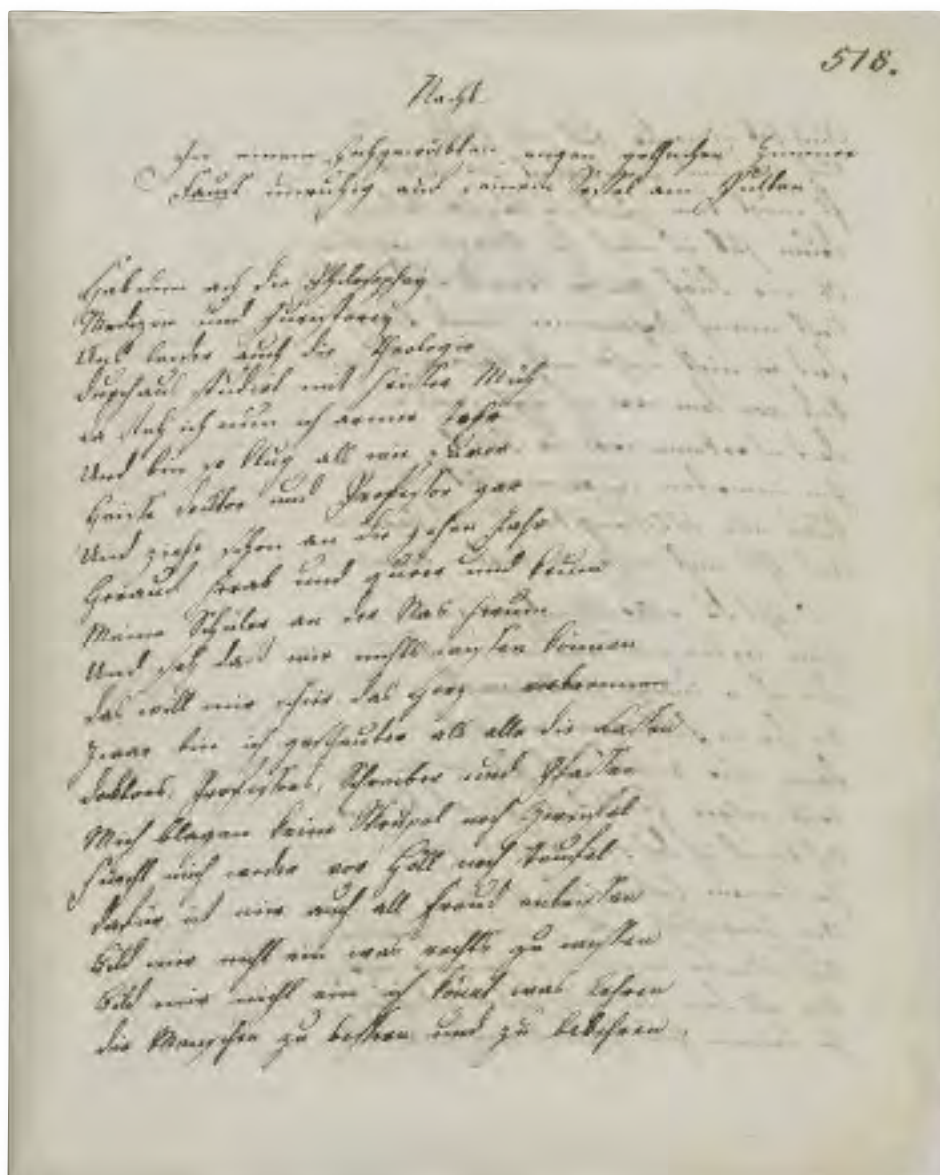 518.
Nacht
In einem hochgewölbten engen gothischen Zimmer
Faust unruhig auf seinem Sessel am Pulten
Hab nun ach die Philosophey
Medizin und Juristerey
Und leider auch die Theologie
Durchaus studirt mit heisser Müh
Da steh ich nun ich armer Tohr
Und bin so klug als wie zuvor.
Heisse Docktor und Professor gar
Und ziehe schon an die zehen Jahr
Herauf herab und queer und krum
Meine Schüler an der Nas herum
Und seh dass wir nichts wissen können
Das will mir schier das Herz verbrennen
Zwar bin ich gescheuter als alle die Laffen
Docktors, Professors, Schreiber und Pfaffen
Mich plagen keine Skrupel noch Zweifel
Fürcht mich weder vor Höll noch Teufel.
Dafür ist mir auch all Freud entrissen
Bild mir nicht ein was rechts zu wissen
Bild mir nicht ein ich könnt was lehren
Die Menschen zu bessern und zu bekehren.